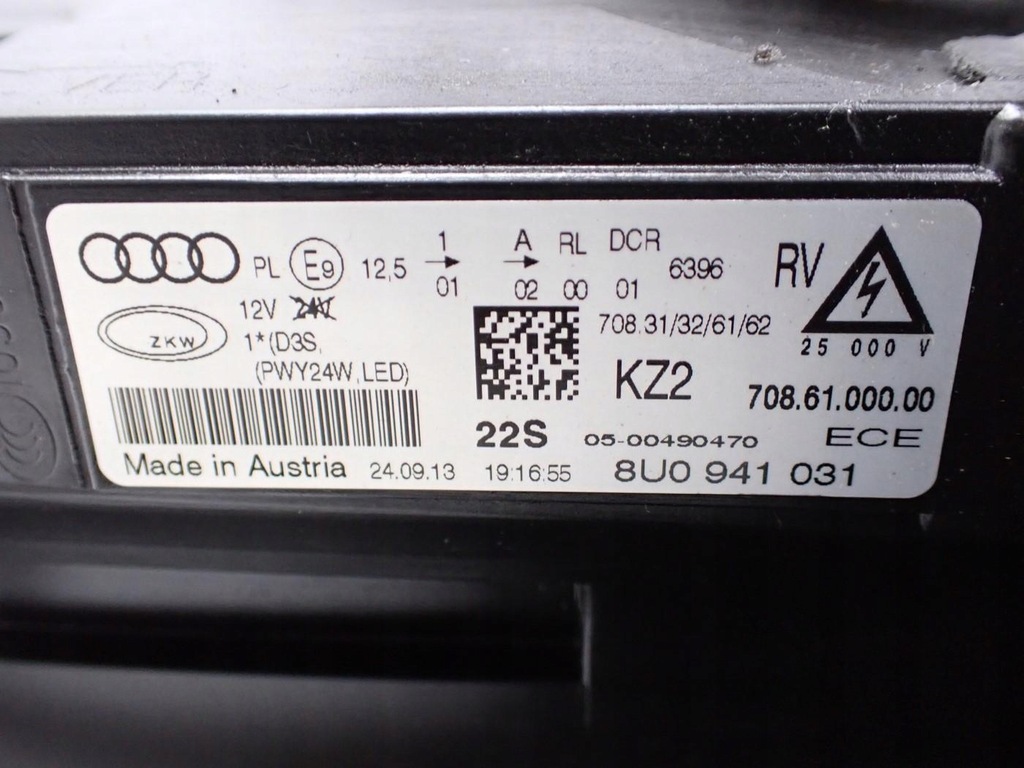 PL E9 12,5 1 01 A 02 RL 00 DCR 01 6396 RV
12V 24V
ZKW
1*(D3S,
(PWY24W,LED)
708.31/32/61/62
25 000 V
KZ2
708.61.000.00
22S 05-00490470 ECE
Made in Austria 24.09.13 19:16:55 8U0 941 031